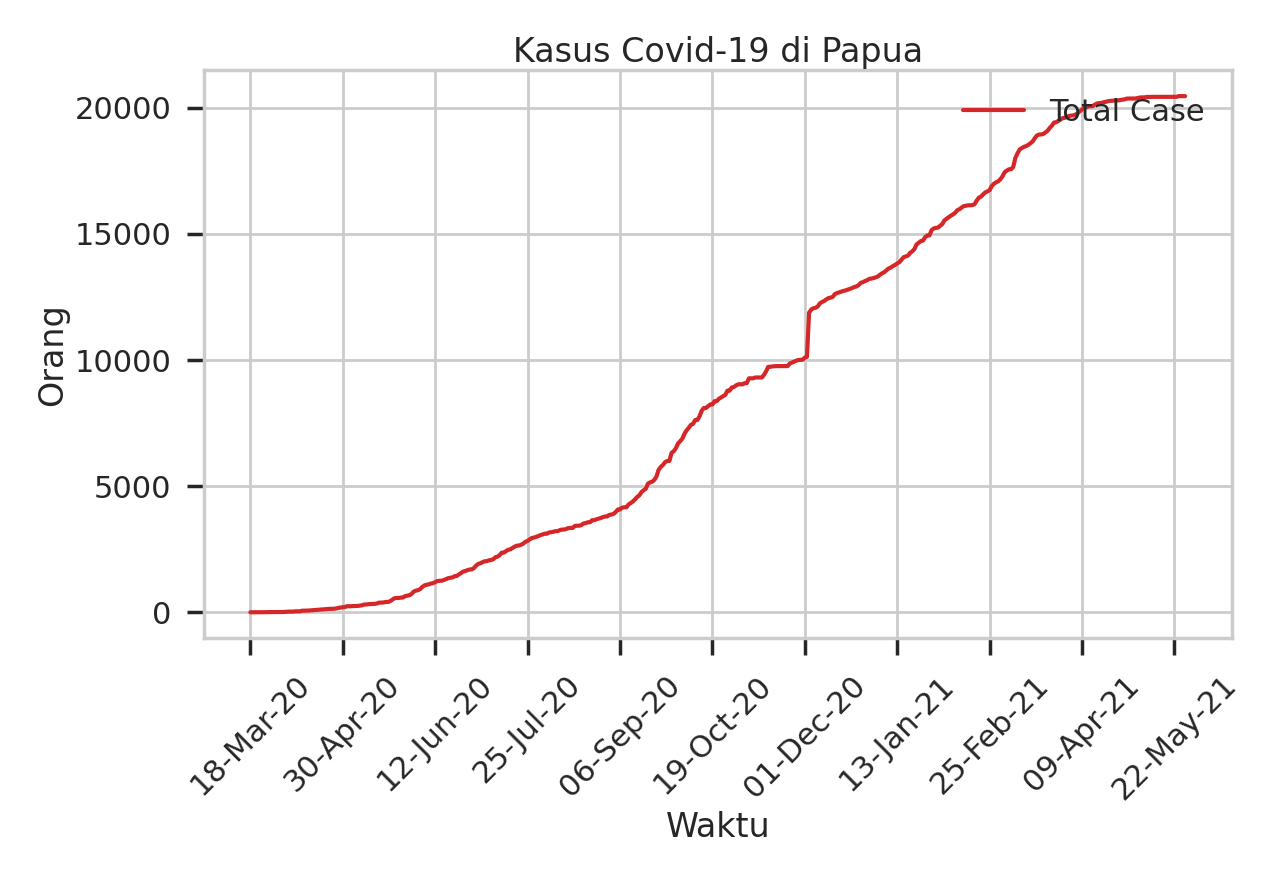 Kasus Covid-19 di Papua
Total Case
Orang
20000
15000
10000
5000
0
18-Mar-20
30-Apr-20
12-Jun-20
25-Jul-20
06-Sep-20
19-Oct-20
01-Dec-20
13-Jan-21
25-Feb-21
09-Apr-21
22-May-21
Waktu